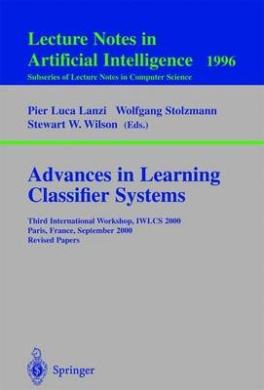 Lecture Notes in
Artificial Intelligence 1996
Subseries of Lecture Notes in Computer Science
Pier Luca Lanzi Wolfgang Stolzmann
Stewart W. Wilson (Eds.)
Advances in Learning
Classifier Systems
Third International Workshop, IWLCS 2000
Paris, France, September 2000
Revised Papers
Springer